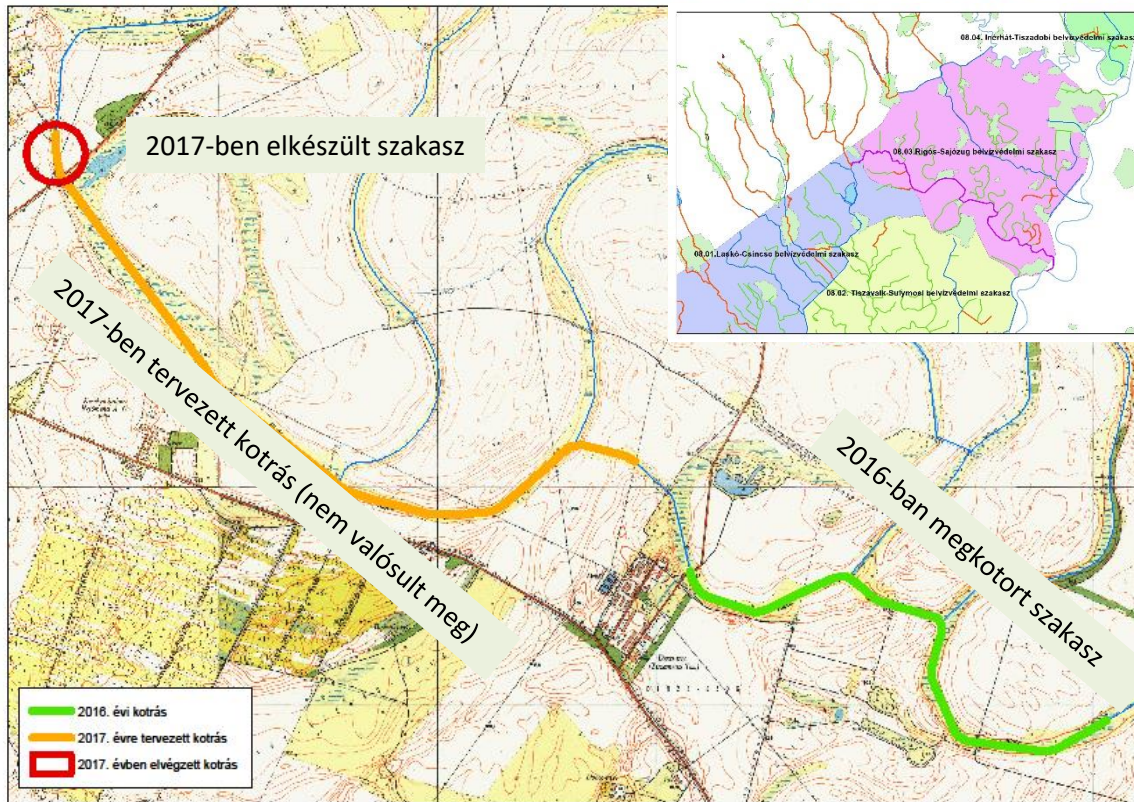 2017-ben elkészült szakasz
08.04. Inérhát-Tiszadobi belvízvédelmi szakasz
08.03.Rigós-Sajózug belvízvédelmi szakasz
08.01.Laskó-Csincse belvízvédelmi szakasz
08.02. Tiszavalk-Sulymosi belvízvédelmi szakasz
2017-ben tervezett kotrás (nem valósult meg)
2016-ban megkotort szakasz
2016. évi kotrás
2017. évre tervezett kotrás
2017. évben elvégzett kotrás